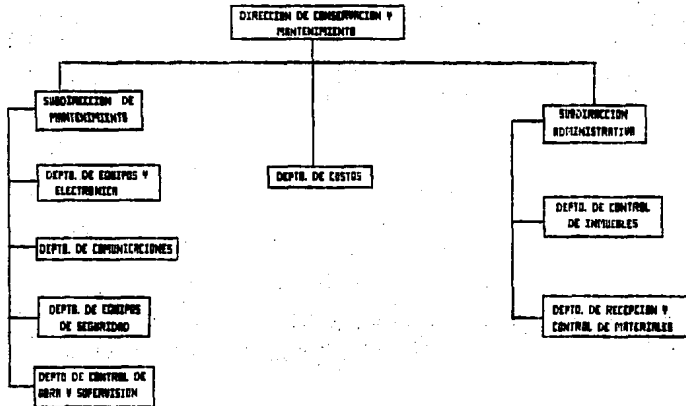 DIRECCION DE CONSERVACION Y
MANTENIMIENTO
SUBDIRECCION DE
MANTENIMIENTO
SUBDIRACCION
ADMINISTRATIVA
DEPTO. DE EQUIPOS Y
ELECTRONICA
DEPTO. DE COSTOS
DEPTO. DE CONTROL
DE INMUEBLES
DEPTO. DE COMUNICACIONES
DEPTO. DE EQUIPOS
DE SEGURIDAD
DEPTO. DE RECEPCION Y
CONTROL DE MATERIALES
DEPTO DE CONTROL DE
OBRA Y SUPERVISION